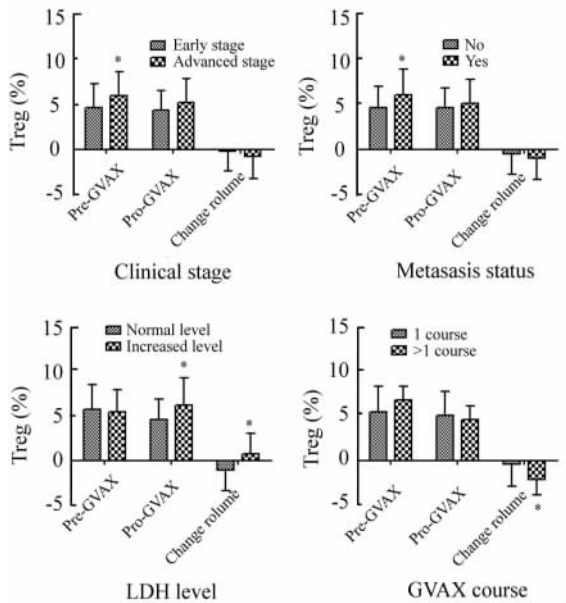 15
10
5
0
-5
Treg (%)
Early stage
Advanced stage
*
Pre-GVAX
Pro-GVAX
Change rolume
Clinical stage
15
10
5
0
-5
Treg (%)
No
Yes
*
Pre-GVAX
Pro-GVAX
Change rolume
Metasasis status
15
10
5
0
-5
Treg (%)
Normal level
Increased level
*
*
Pre-GVAX
Pro-GVAX
Change rolume
LDH level
15
10
5
0
-5
Treg (%)
1 course
>1 course
*
Pre-GVAX
Pro-GVAX
Change rolume
GVAX course